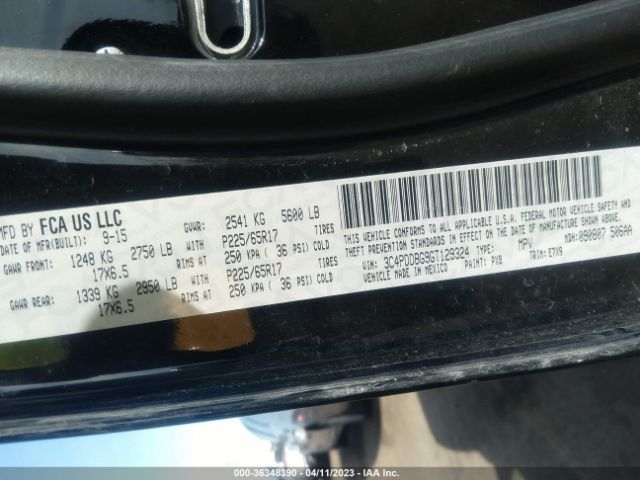 MFD BY FCA US LLC GVWR: 2541 KG 5600 LB
DATE OF MFR(BUILT): 9-15 P225/65R17 TIRES
GAWR FRONT: 1248 KG 2750 LB
17X6.5 RIMS AT 250 KPA ( 36 PSI) COLD
P225/65R17 TIRES
GAWR REAR: 1339 KG 2950 LB
17X6.5 RIMS AT 250 KPA ( 36 PSI) COLD
THIS VEHICLE CONFORMS TO ALL APPLICABLE U.S.A. FEDERAL MOTOR VEHICLE SAFETY AND
THEFT PREVENTION STANDARDS IN EFFECT ON THE DATE OF MANUFACTURE SHOWN ABOVE.
VIN: 3C4PDDBG9GT129324 TYPE: MPV MDH: 090807 506AA
VEHICLE MADE IN MEXICO PAINT: PX8 TRIM: E7X9
000-36348390 - 04/11/2023 - IAA Inc.